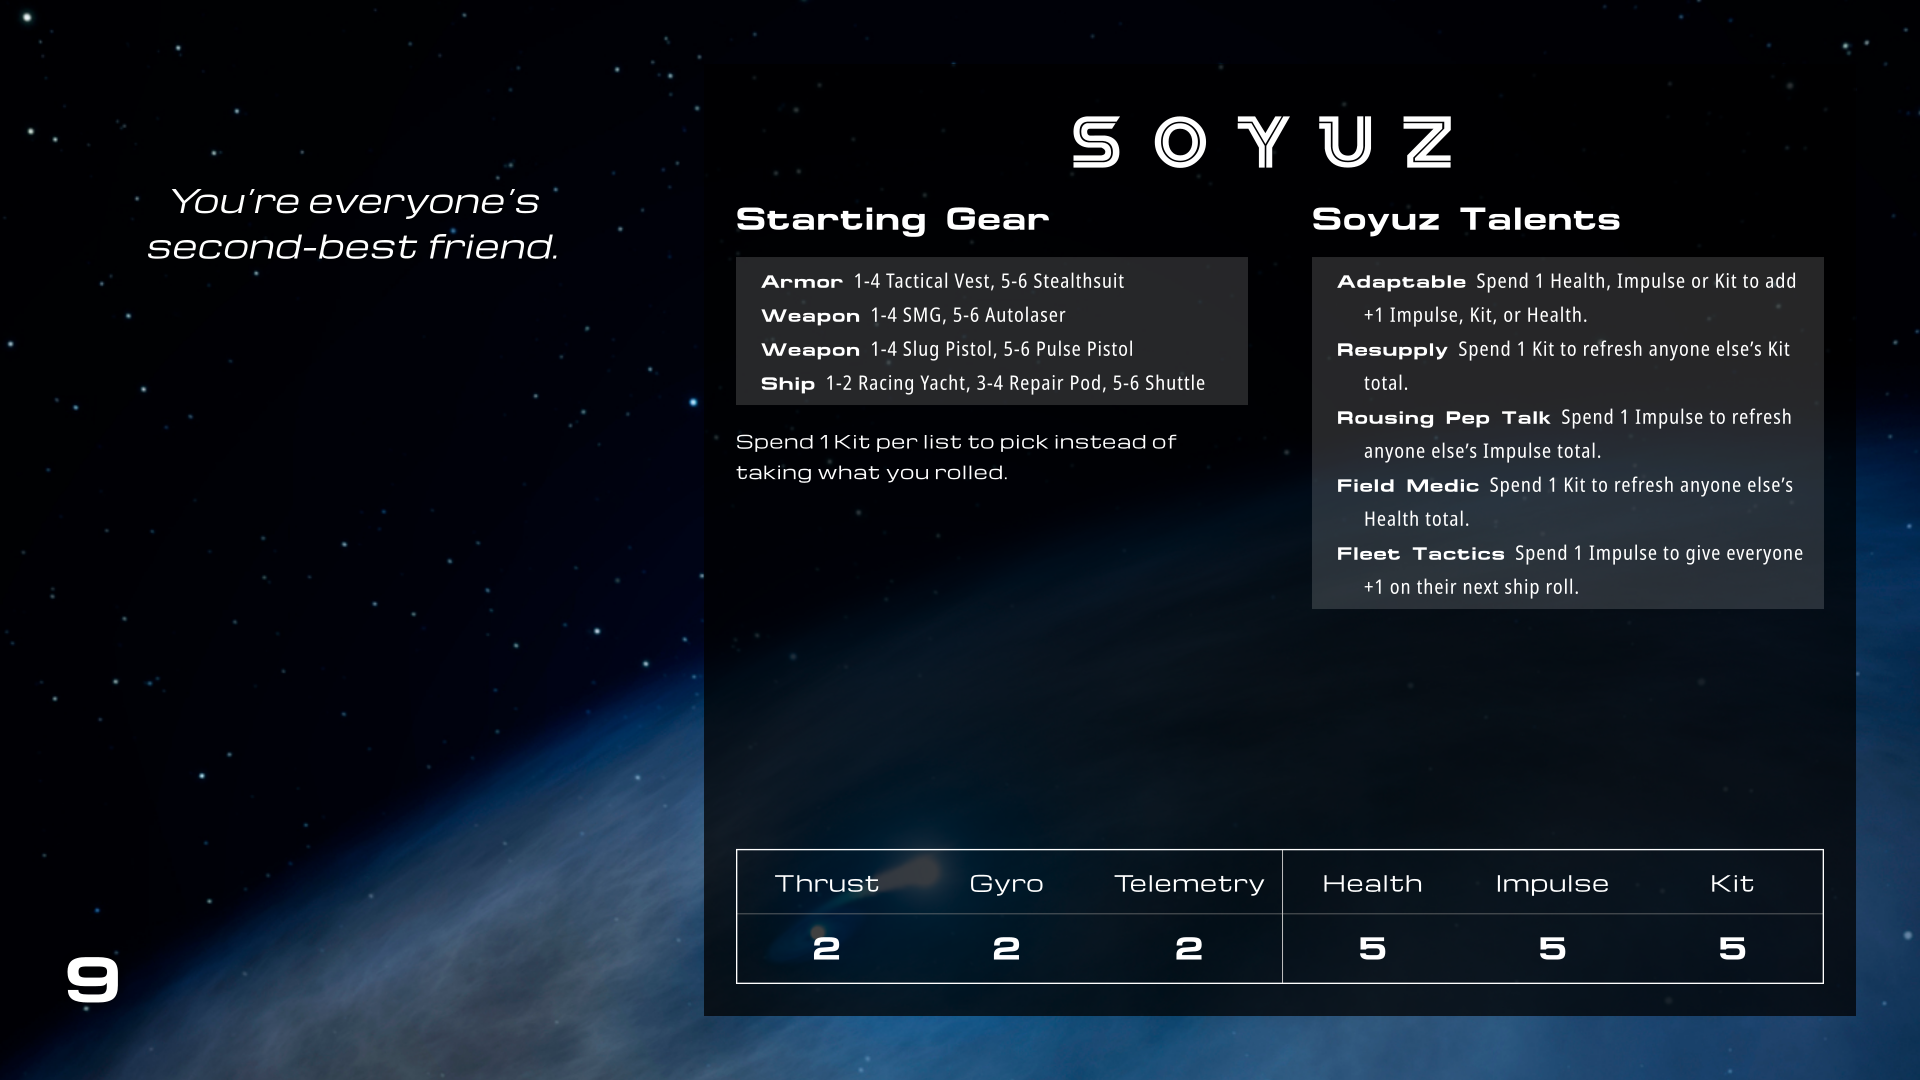 You're everyone's
second-best friend.
SOYUZ
Starting Gear
Armor 1-4 Tactical Vest, 5-6 Stealthsuit
Weapon 1-4 SMG, 5-6 Autolaser
Weapon 1-4 Slug Pistol, 5-6 Pulse Pistol
Ship 1-2 Racing Yacht, 3-4 Repair Pod, 5-6 Shuttle
Spend 1 Kit per list to pick instead of
taking what you rolled.
Soyuz Talents
Adaptable Spend 1 Health, Impulse or Kit to add
+1 Impulse, Kit, or Health.
Resupply Spend 1 Kit to refresh anyone else's Kit
total.
Rousing Pep Talk Spend 1 Impulse to refresh
anyone else's Impulse total.
Field Medic Spend 1 Kit to refresh anyone else's
Health total.
Fleet Tactics Spend 1 Impulse to give everyone
+1 on their next ship roll.
Thrust Gyro Telemetry Health Impulse Kit
2 2 2 5 5 5
9